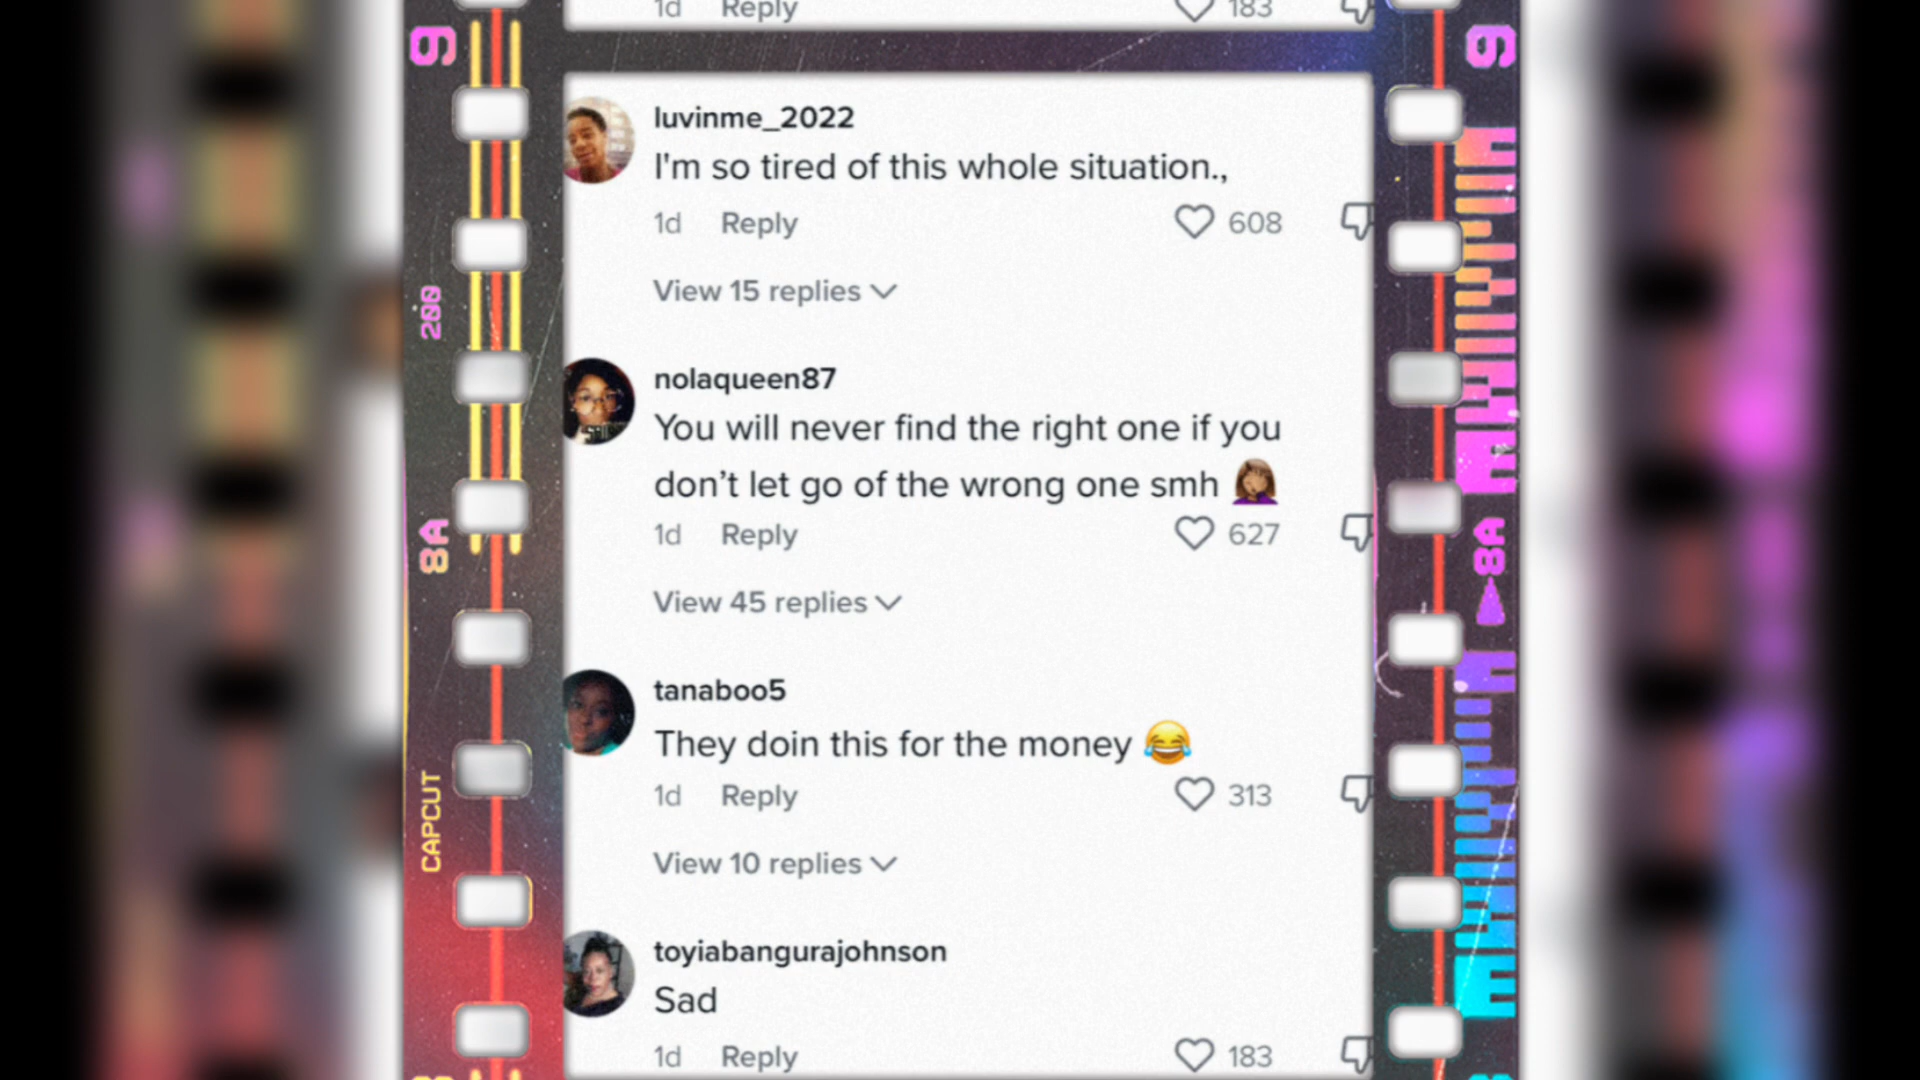 1d Reply 183
luvinme_2022
I'm so tired of this whole situation.,
1d Reply 608
View 15 replies
nolaqueen87
You will never find the right one if you
don't let go of the wrong one smh 🤦🏽‍♀️
1d Reply 627
View 45 replies
tanaboo5
They doin this for the money 😂
1d Reply 313
View 10 replies
toyiabangurajohnson
Sad
1d Reply 183
9
200
8A
CAPCUT
9
8A